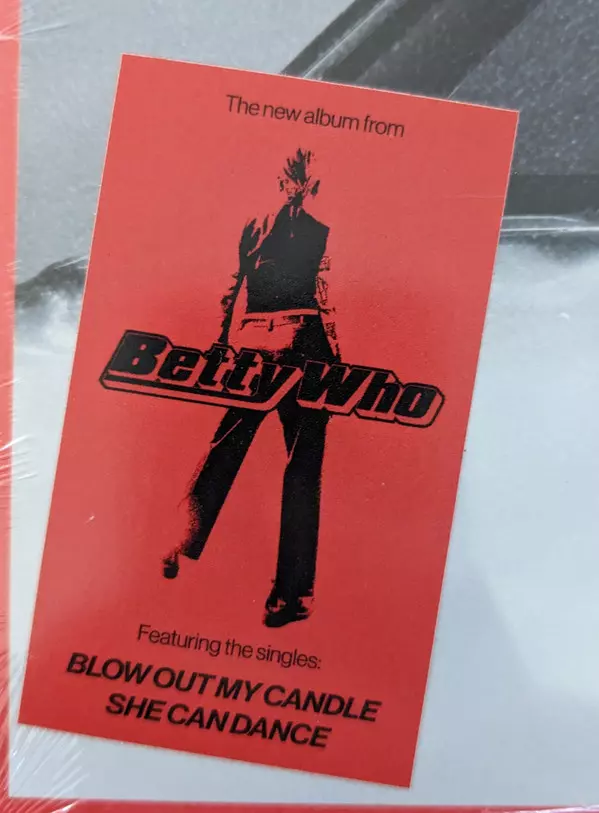 The new album from
Betty Who
Featuring the singles:
BLOW OUT MY CANDLE
SHE CAN DANCE